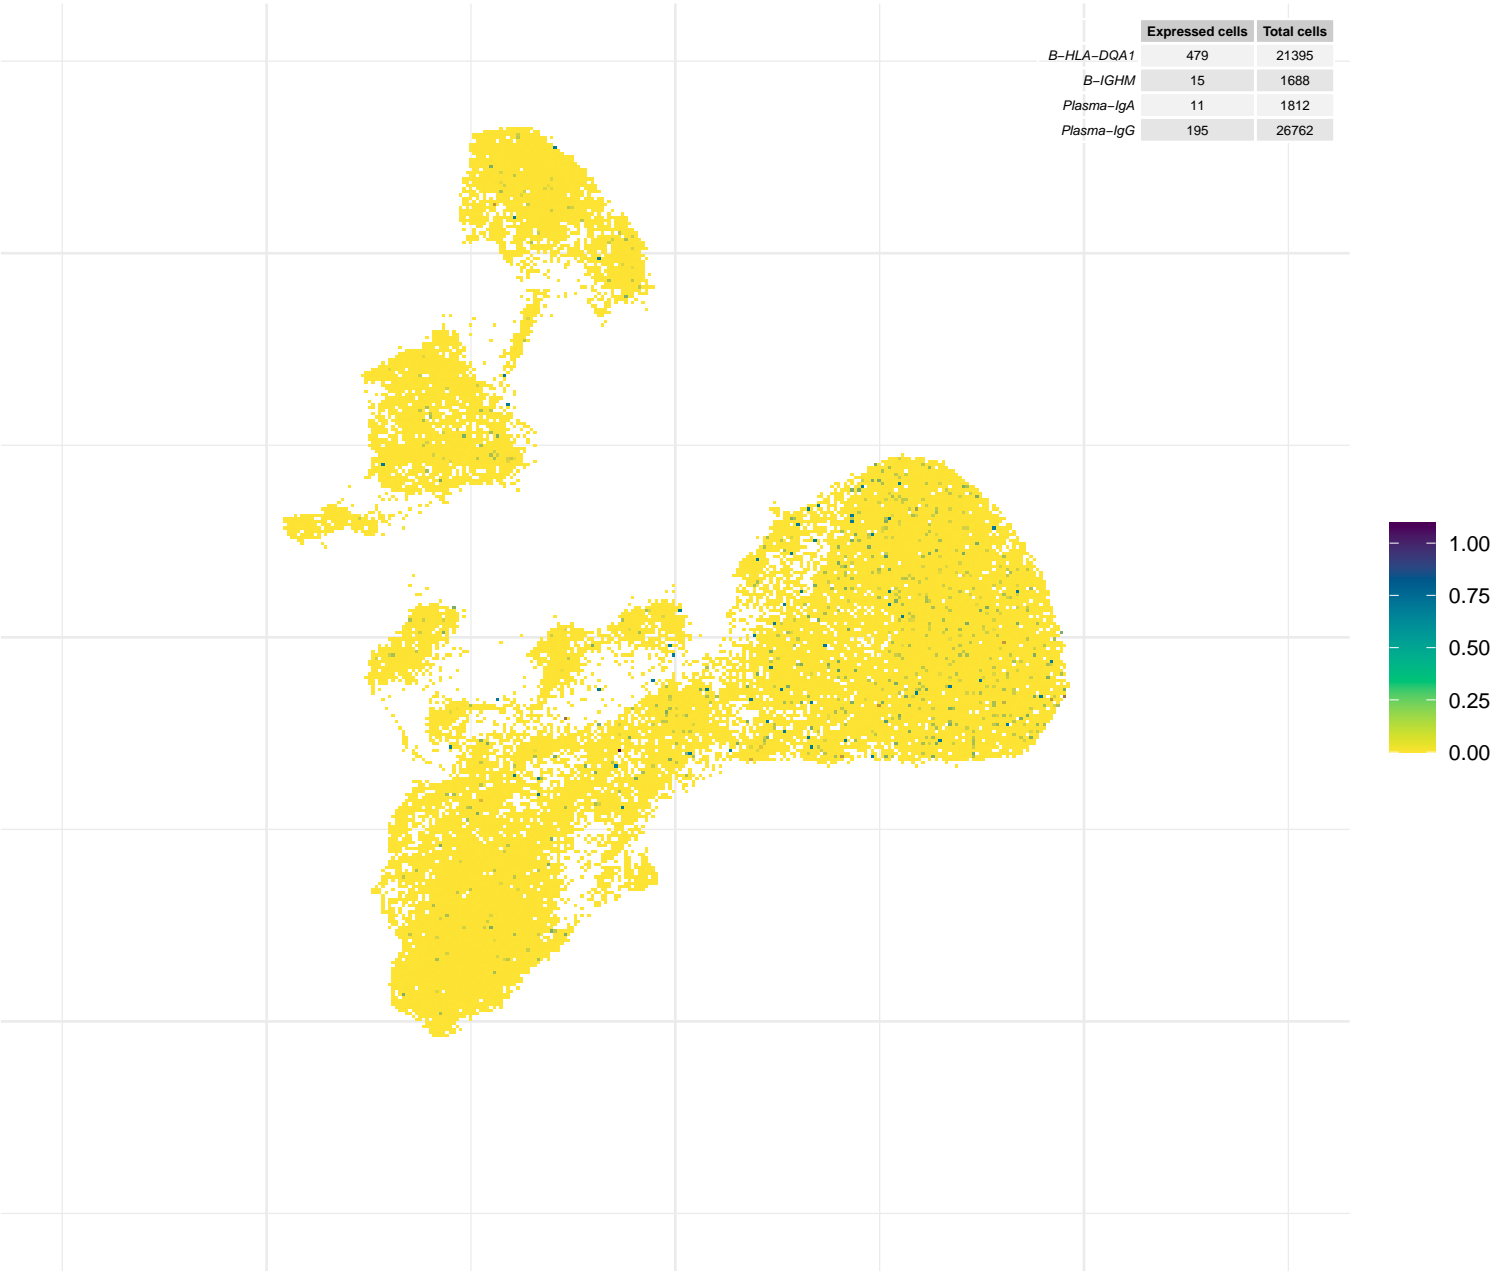 Expressed cells Total cells
B−HLA−DQA1 479 21395
B−IGHM 15 1688
Plasma−IgA 11 1812
Plasma−IgG 195 26762
1.00
0.75
0.50
0.25
0.00